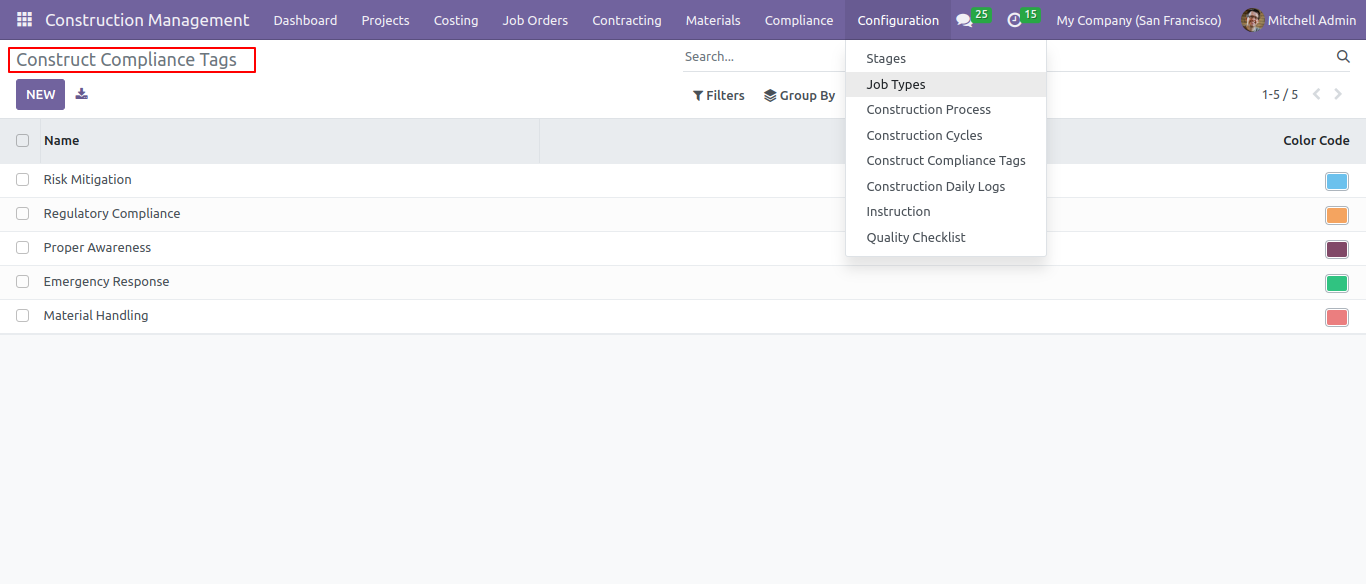 Construction Management Dashboard Projects Costing Job Orders Contracting Materials Compliance Configuration 25 15 My Company (San Francisco) Mitchell Admin
Construct Compliance Tags
Search...
NEW
Filters Group By
1-5 / 5
Stages
Job Types
Construction Process
Construction Cycles
Construct Compliance Tags
Construction Daily Logs
Instruction
Quality Checklist
Name Color Code
Risk Mitigation
Regulatory Compliance
Proper Awareness
Emergency Response
Material Handling